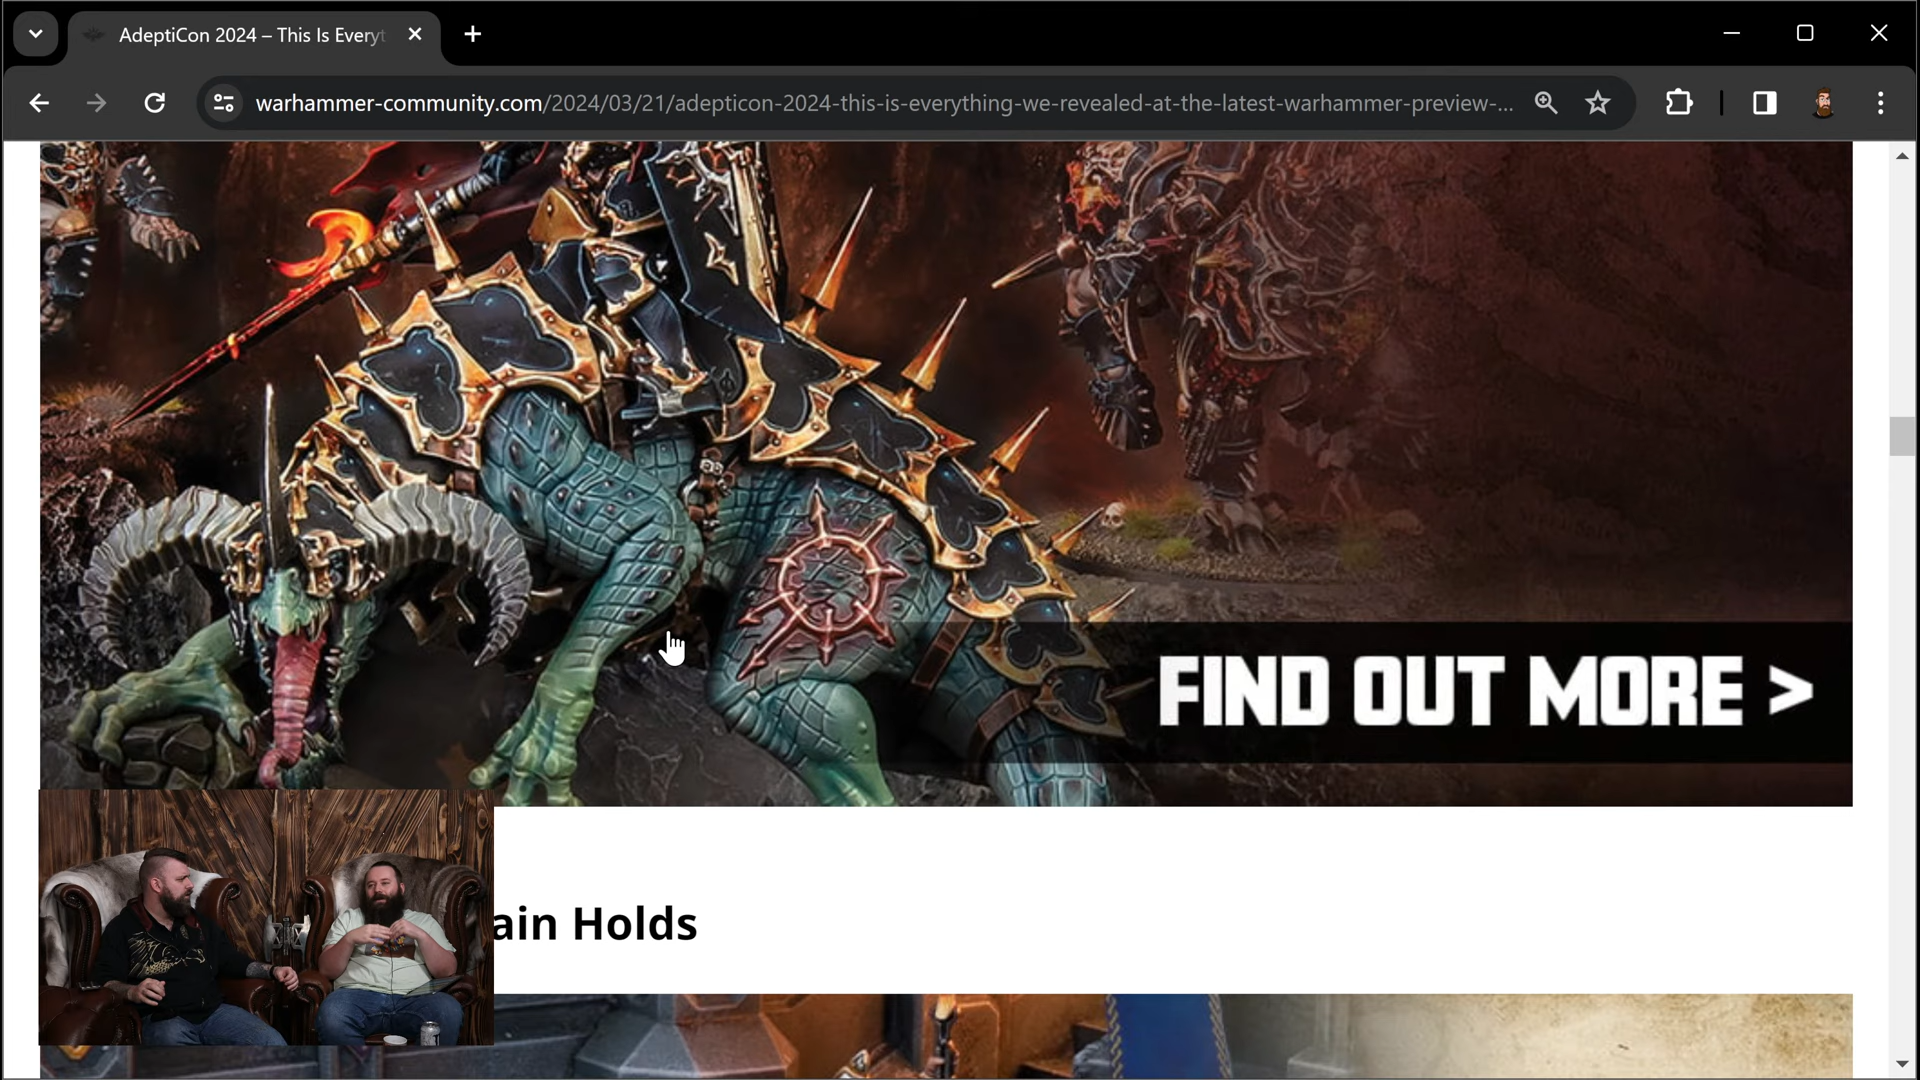 AdeptiCon 2024 – This Is Everyt
warhammer-community.com/2024/03/21/adepticon-2024-this-is-everything-we-revealed-at-the-latest-warhammer-preview-...
FIND OUT MORE >
ain Holds